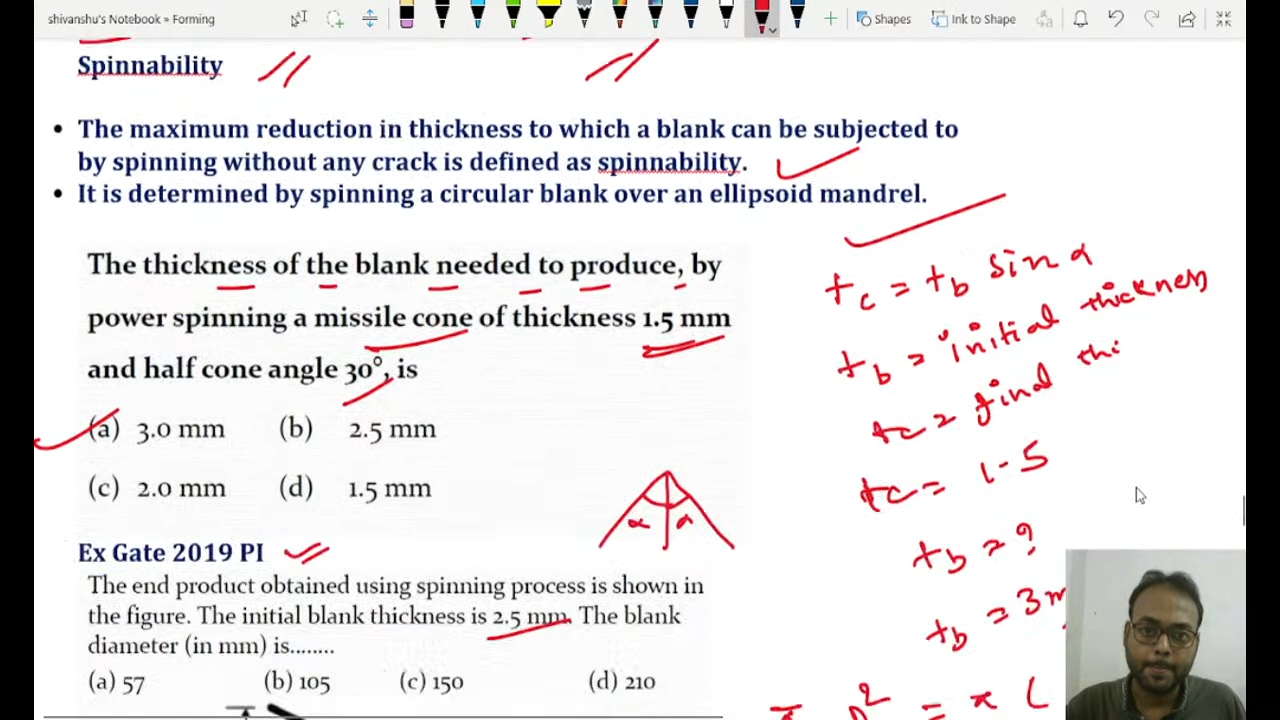 shivanshu's Notebook » Forming
Shapes
Ink to Shape
Spinnability
• The maximum reduction in thickness to which a blank can be subjected to
by spinning without any crack is defined as spinnability.
• It is determined by spinning a circular blank over an ellipsoid mandrel.
The thickness of the blank needed to produce, by
power spinning a missile cone of thickness 1.5 mm
and half cone angle 30°, is
(a) 3.0 mm (b) 2.5 mm
(c) 2.0 mm (d) 1.5 mm
tc = tb sin α
tb = initial thickness
tc = final thi
tc = 1.5
tb = ?
tb = 3m
α α
Ex Gate 2019 PI
The end product obtained using spinning process is shown in
the figure. The initial blank thickness is 2.5 mm. The blank
diameter (in mm) is........
(a) 57 (b) 105 (c) 150 (d) 210
2 = π (